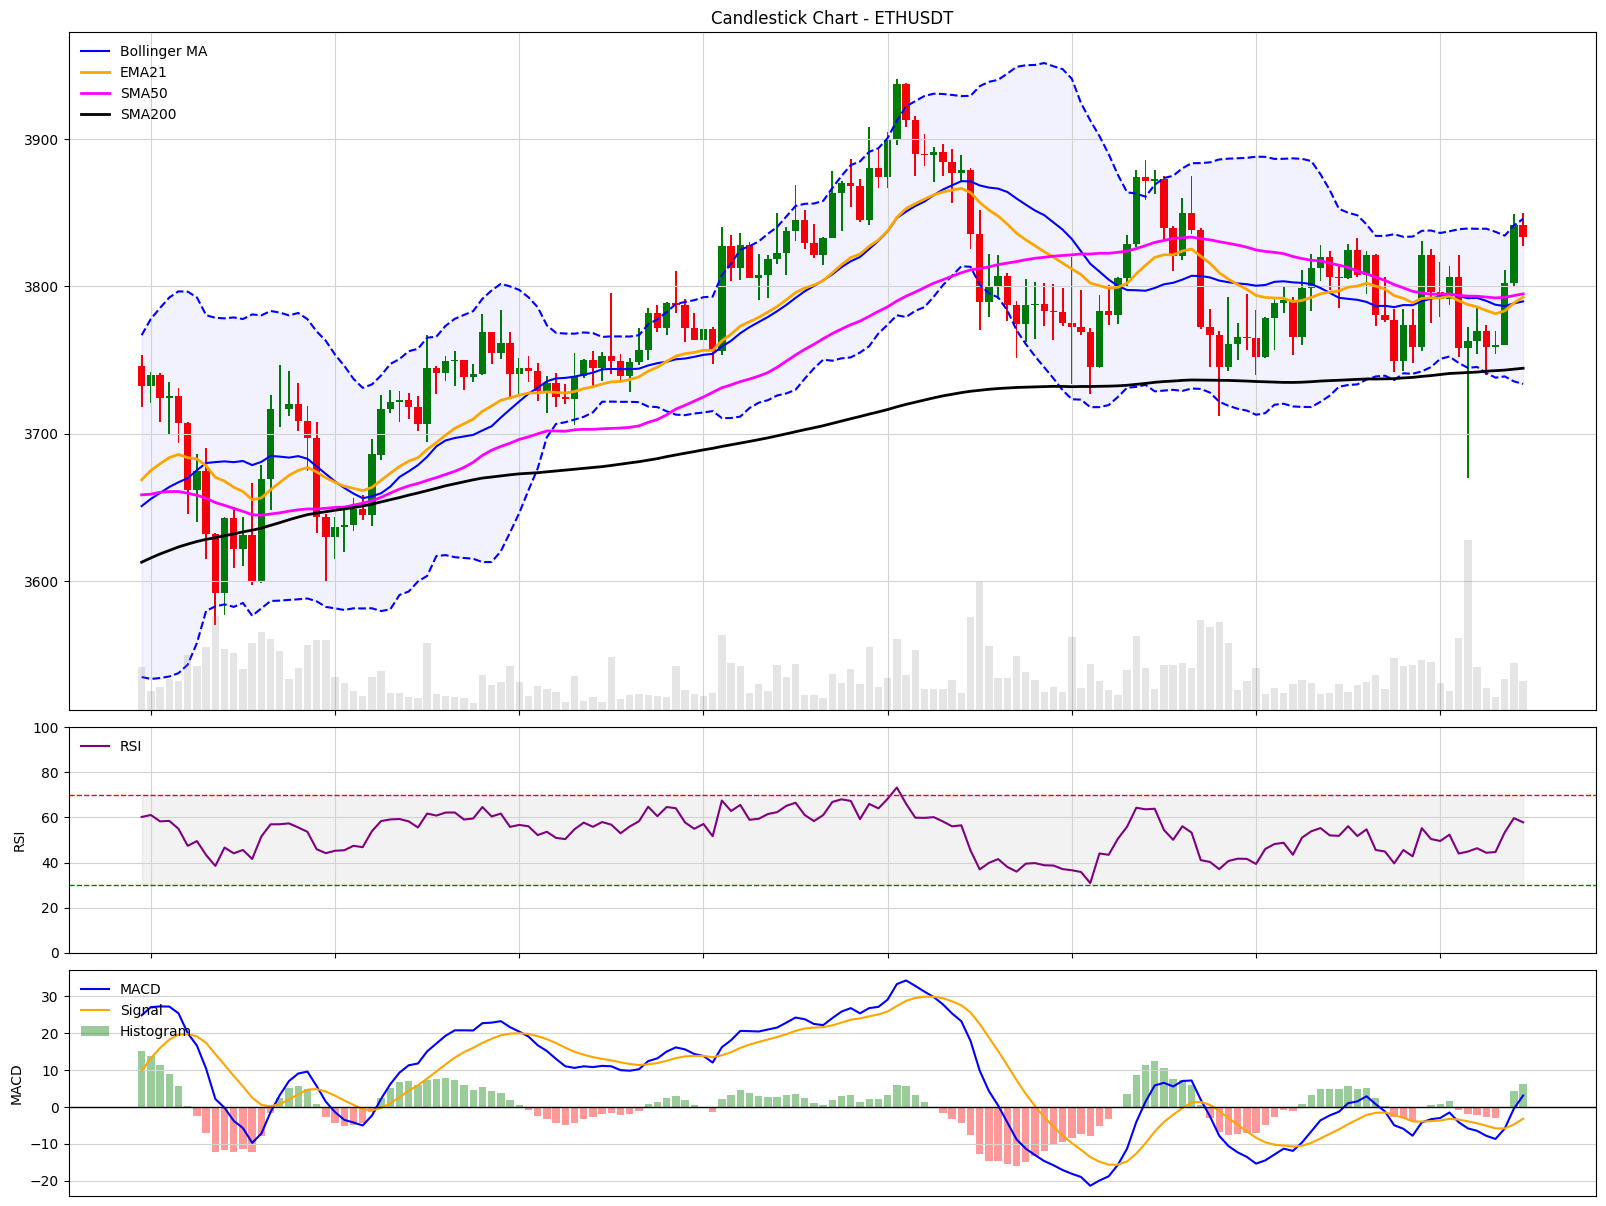 Candlestick Chart - ETHUSDT
Bollinger MA
EMA21
SMA50
SMA200
3900
3800
3700
3600
RSI
100
80
60
40
20
0
RSI
MACD
Signal
Histogram
30
20
10
0
−10
−20
MACD